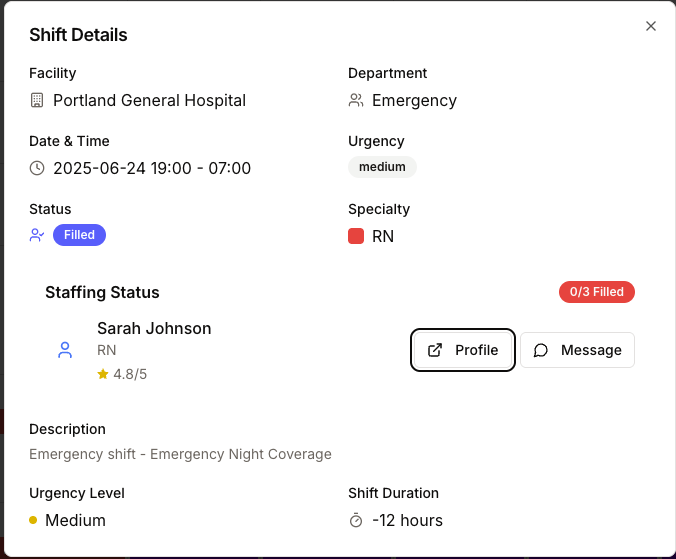 Shift Details
Facility
Department
Portland General Hospital
Emergency
Date & Time
Urgency
2025-06-24 19:00 - 07:00
medium
Status
Specialty
Filled
RN
Staffing Status
0/3 Filled
Sarah Johnson
RN
4.8/5
Profile
Message
Description
Emergency shift - Emergency Night Coverage
Urgency Level
Shift Duration
Medium
-12 hours